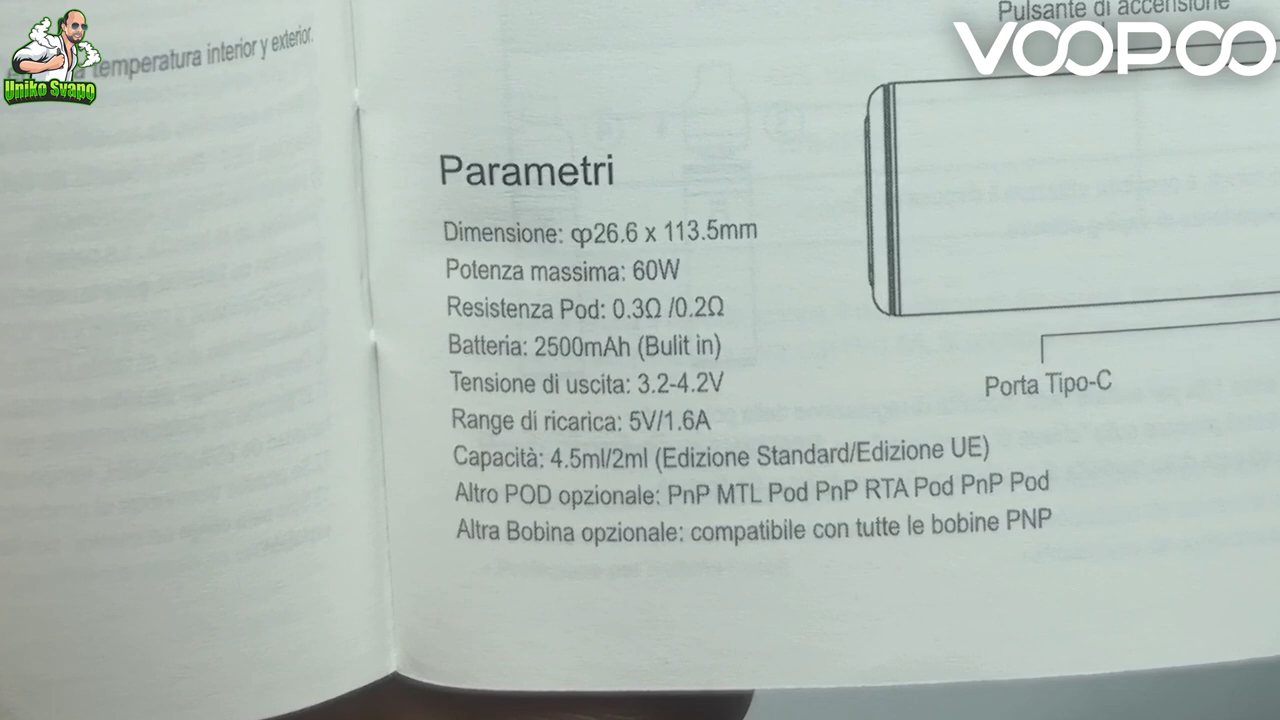 Uniko Svapo
temperatura interior y exterior.
Pulsante di accensione
VOOPOO
Parametri
Dimensione: φ26.6 x 113.5mm
Potenza massima: 60W
Resistenza Pod: 0.3Ω /0.2Ω
Batteria: 2500mAh (Bulit in)
Tensione di uscita: 3.2-4.2V
Range di ricarica: 5V/1.6A
Capacità: 4.5ml/2ml (Edizione Standard/Edizione UE)
Altro POD opzionale: PnP MTL Pod PnP RTA Pod PnP Pod
Altra Bobina opzionale: compatibile con tutte le bobine PNP
Porta Tipo-C